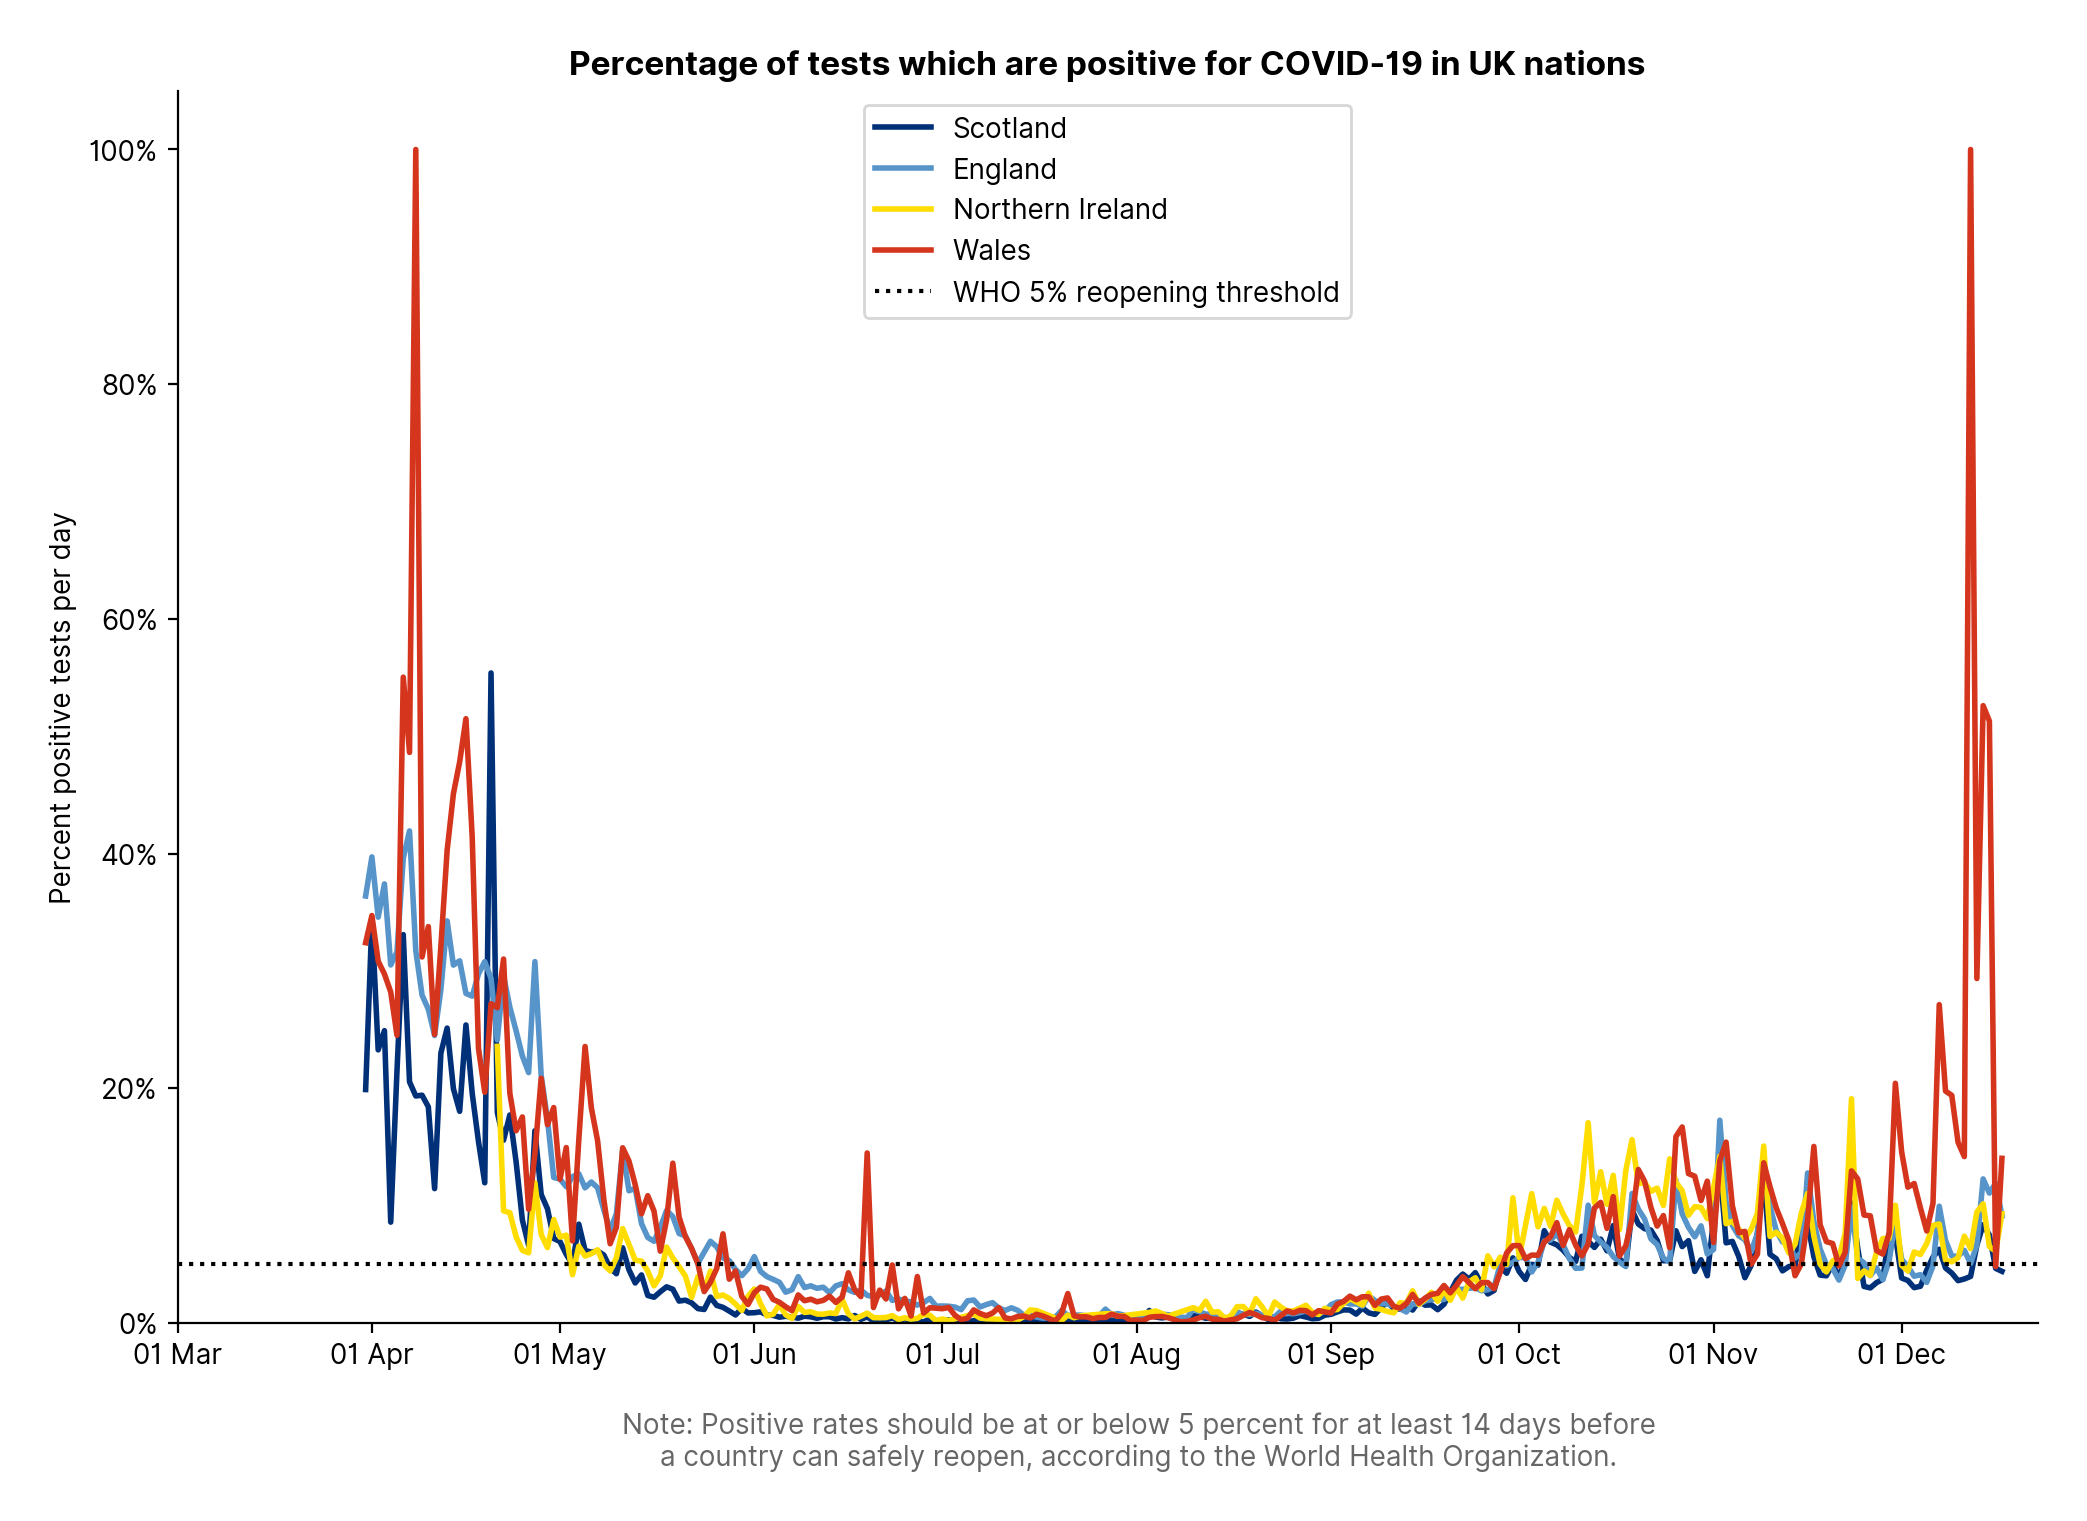 Percentage of tests which are positive for COVID-19 in UK nations
Scotland
England
Northern Ireland
Wales
WHO 5% reopening threshold
Percent positive tests per day
100%
80%
60%
40%
20%
0%
01 Mar
01 Apr
01 May
01 Jun
01 Jul
01 Aug
01 Sep
01 Oct
01 Nov
01 Dec
Note: Positive rates should be at or below 5 percent for at least 14 days before
a country can safely reopen, according to the World Health Organization.